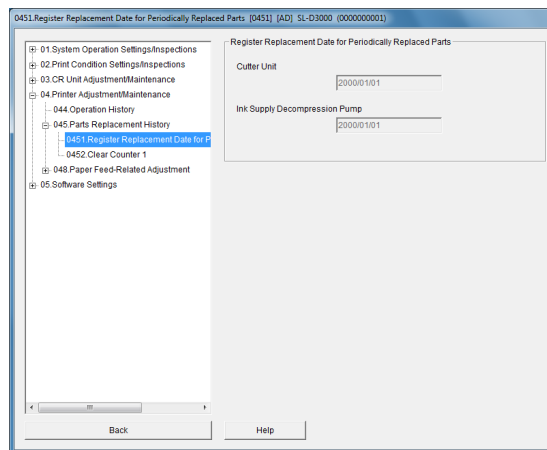 0451.Register Replacement Date for Periodically Replaced Parts [0451] [AD] SL-D3000 (0000000001)
01.System Operation Settings/Inspections
02.Print Condition Settings/Inspections
03.CR Unit Adjustment/Maintenance
04.Printer Adjustment/Maintenance
044.Operation History
045.Parts Replacement History
0451.Register Replacement Date for P
0452.Clear Counter 1
048.Paper Feed-Related Adjustment
05.Software Settings
Register Replacement Date for Periodically Replaced Parts
Cutter Unit
2000/01/01
Ink Supply Decompression Pump
2000/01/01
Back
Help